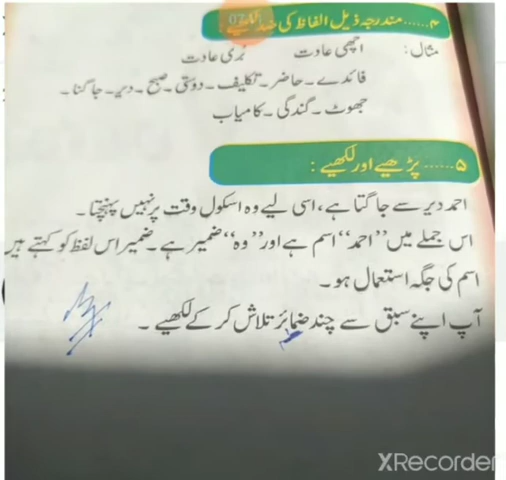 ۴...... مندرجہ ذیل الفاظ کی ضد لکھیے:
مثال: اچھی عادت بُری عادت
فائدے۔ حاضر۔ تکلیف۔ دوستی۔ صبح۔ دیر۔ جاگنا۔
جھوٹ۔ گندگی۔ کامیاب
۵...... پڑھیے اور لکھیے:
احمد دیر سے جاگتا ہے، اسی لیے وہ اسکول وقت پر نہیں پہنچتا۔
اس جملے میں ”احمد“ اسم ہے اور ”وہ“ ضمیر ہے۔ ضمیر اس لفظ کو کہتے ہیں
اسم کی جگہ استعمال ہو۔
آپ اپنے سبق سے چند ضمائر تلاش کر کے لکھیے۔
XRecorder